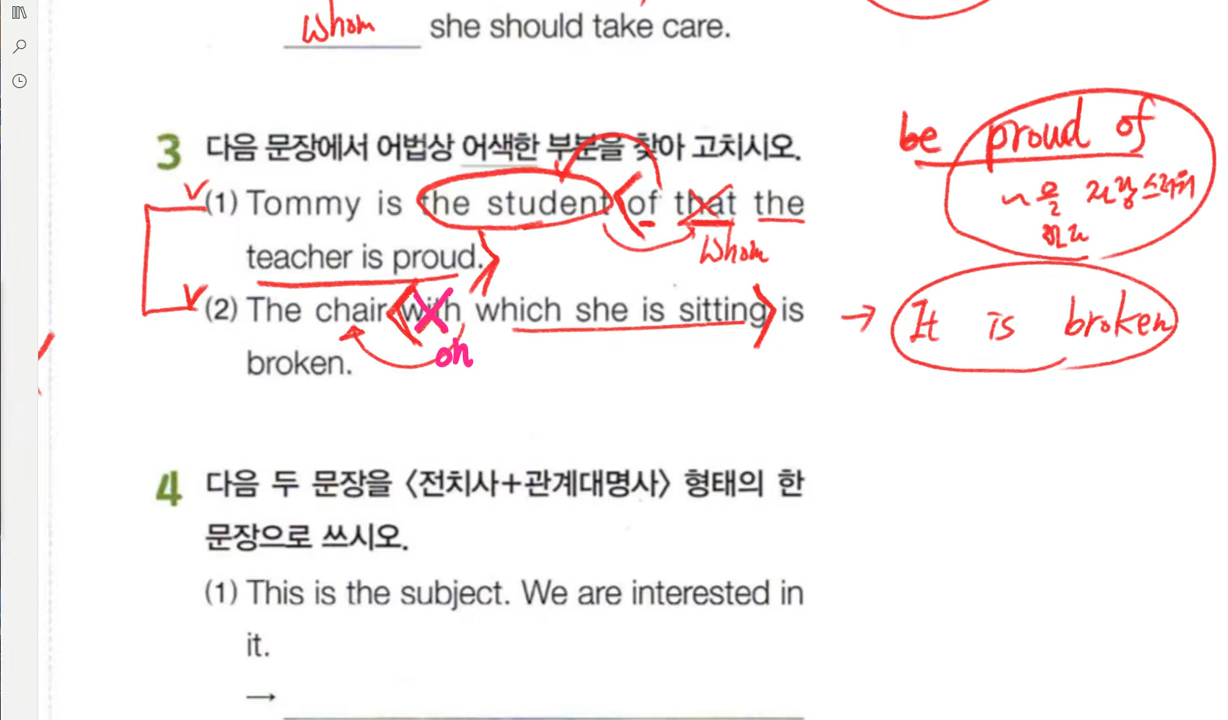 whom she should take care.
3 다음 문장에서 어법상 어색한 부분을 찾아 고치시오.
(1) Tommy is the student of that the
whom
teacher is proud.
(2) The chair with which she is sitting is
on
broken.
be proud of
~을 자랑스러워
하다
→ It is broken
4 다음 두 문장을 〈전치사+관계대명사〉 형태의 한
문장으로 쓰시오.
(1) This is the subject. We are interested in
it.
→